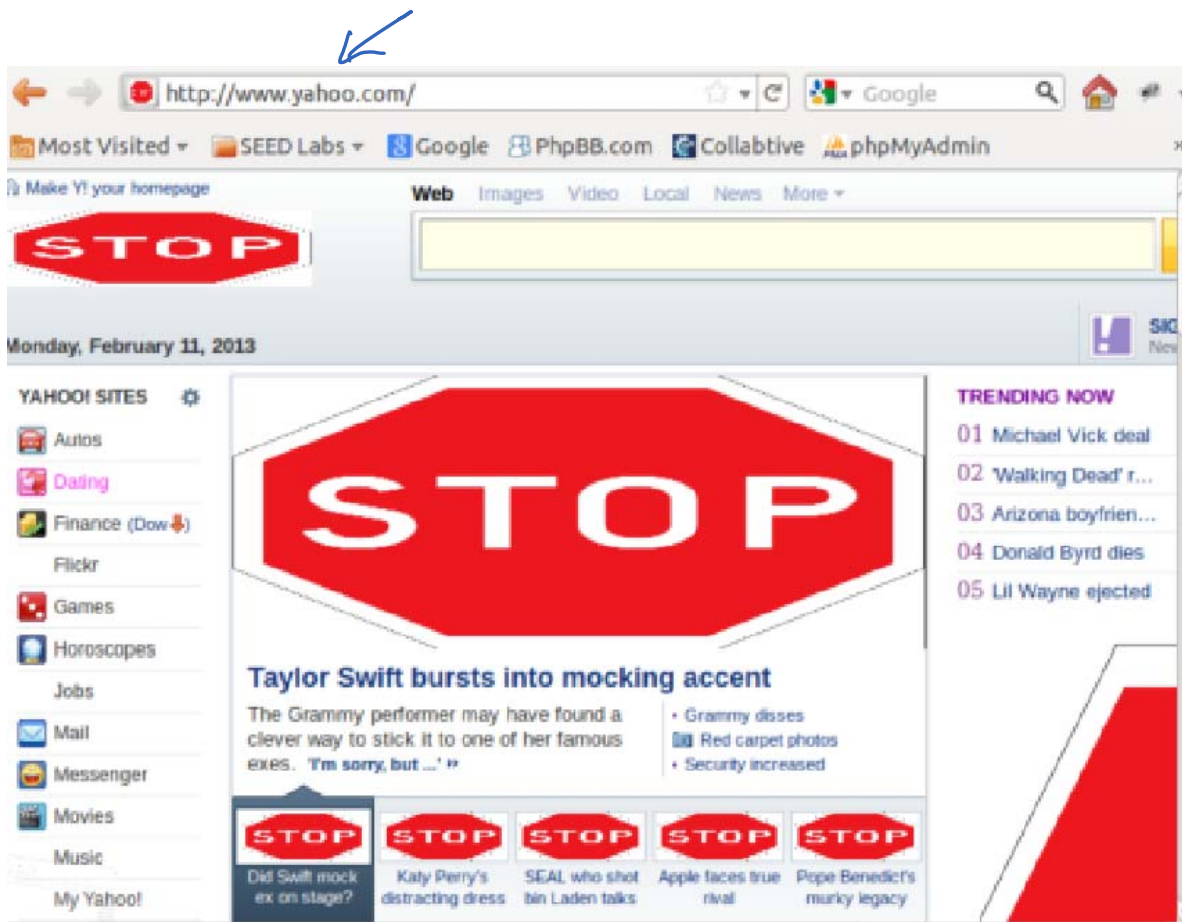 http://www.yahoo.com/
Google
Most Visited
SEED Labs
Google
PhpBB.com
Collabtive
phpMyAdmin
Make Y! your homepage
Web Images Video Local News More
STOP
Monday, February 11, 2013
YAHOO! SITES
Autos
Dating
Finance (Dow)
Flickr
Games
Horoscopes
Jobs
Mail
Messenger
Movies
Music
My Yahoo!
STOP
Taylor Swift bursts into mocking accent
The Grammy performer may have found a
clever way to stick it to one of her famous
exes. 'I'm sorry, but ...' »
• Grammy disses
Red carpet photos
• Security increased
STOP
Did Swift mock
ex on stage?
STOP
Katy Perry's
distracting dress
STOP
SEAL who shot
bin Laden talks
STOP
Apple faces true
rival
STOP
Pope Benedict's
murky legacy
TRENDING NOW
01 Michael Vick deal
02 'Walking Dead' r...
03 Arizona boyfrien...
04 Donald Byrd dies
05 Lil Wayne ejected